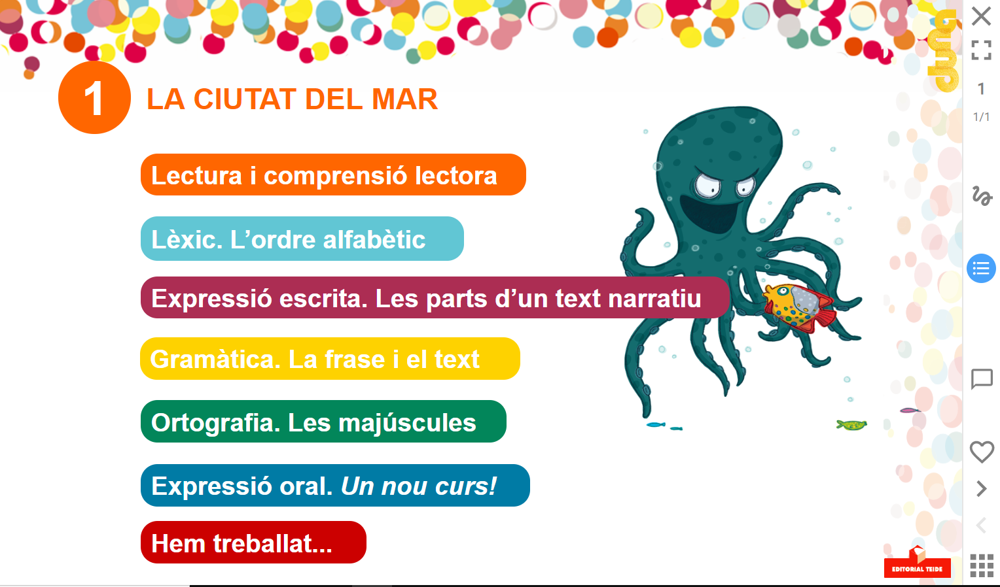 1
LA CIUTAT DEL MAR
Lectura i comprensió lectora
Lèxic. L’ordre alfabètic
Expressió escrita. Les parts d’un text narratiu
Gramàtica. La frase i el text
Ortografia. Les majúscules
Expressió oral. Un nou curs!
Hem treballat...
1
1/1
EDITORIAL TEIDE